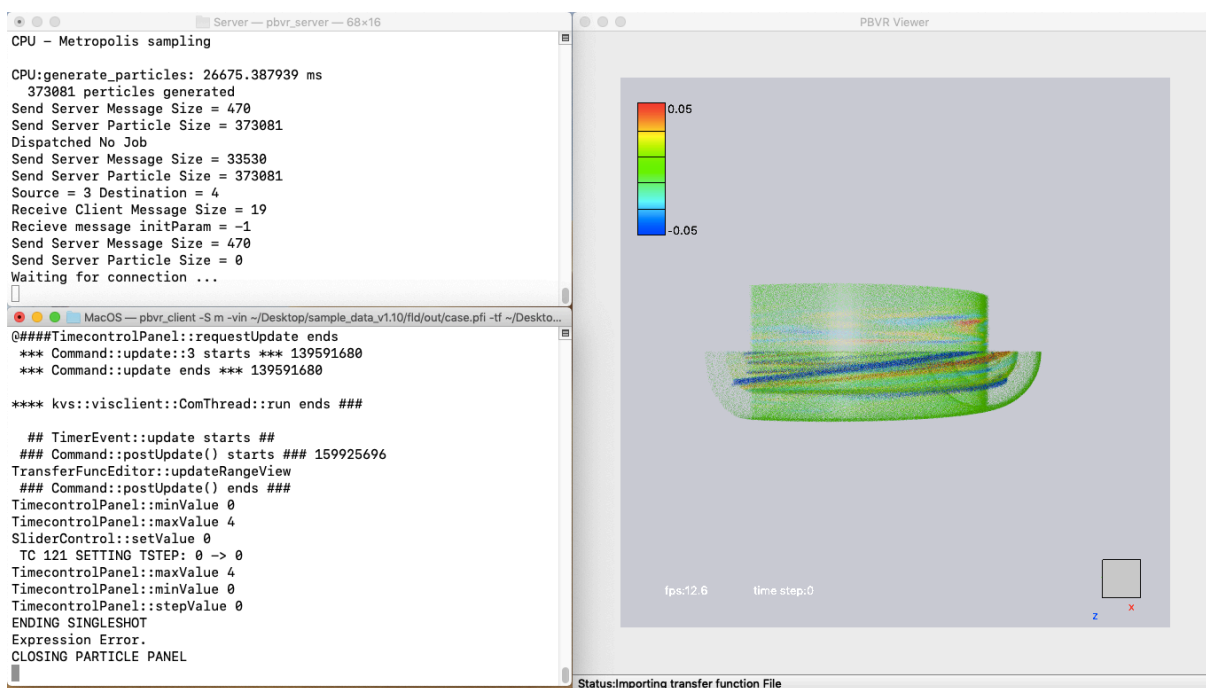 Server — pbvr_server — 68×16
CPU – Metropolis sampling
CPU:generate_particles: 26675.387939 ms
373081 perticles generated
Send Server Message Size = 470
Send Server Particle Size = 373081
Dispatched No Job
Send Server Message Size = 33530
Send Server Particle Size = 373081
Source = 3 Destination = 4
Receive Client Message Size = 19
Recieve message initParam = -1
Send Server Message Size = 470
Send Server Particle Size = 0
Waiting for connection ...
MacOS — pbvr_client -S m -vin ~/Desktop/sample_data_v1.10/fld/out/case.pfi -tf ~/Deskto...
@####TimecontrolPanel::requestUpdate ends
*** Command::update::3 starts *** 139591680
*** Command::update ends *** 139591680
**** kvs::visclient::ComThread::run ends ###
## TimerEvent::update starts ##
### Command::postUpdate() starts ### 159925696
TransferFuncEditor::updateRangeView
### Command::postUpdate() ends ###
TimecontrolPanel::minValue 0
TimecontrolPanel::maxValue 4
SliderControl::setValue 0
TC 121 SETTING TSTEP: 0 -> 0
TimecontrolPanel::maxValue 4
TimecontrolPanel::minValue 0
TimecontrolPanel::stepValue 0
ENDING SINGLESHOT
Expression Error.
CLOSING PARTICLE PANEL
PBVR Viewer
0.05
-0.05
fps:12.6 time step:0
x
z
Status:Importing transfer function File